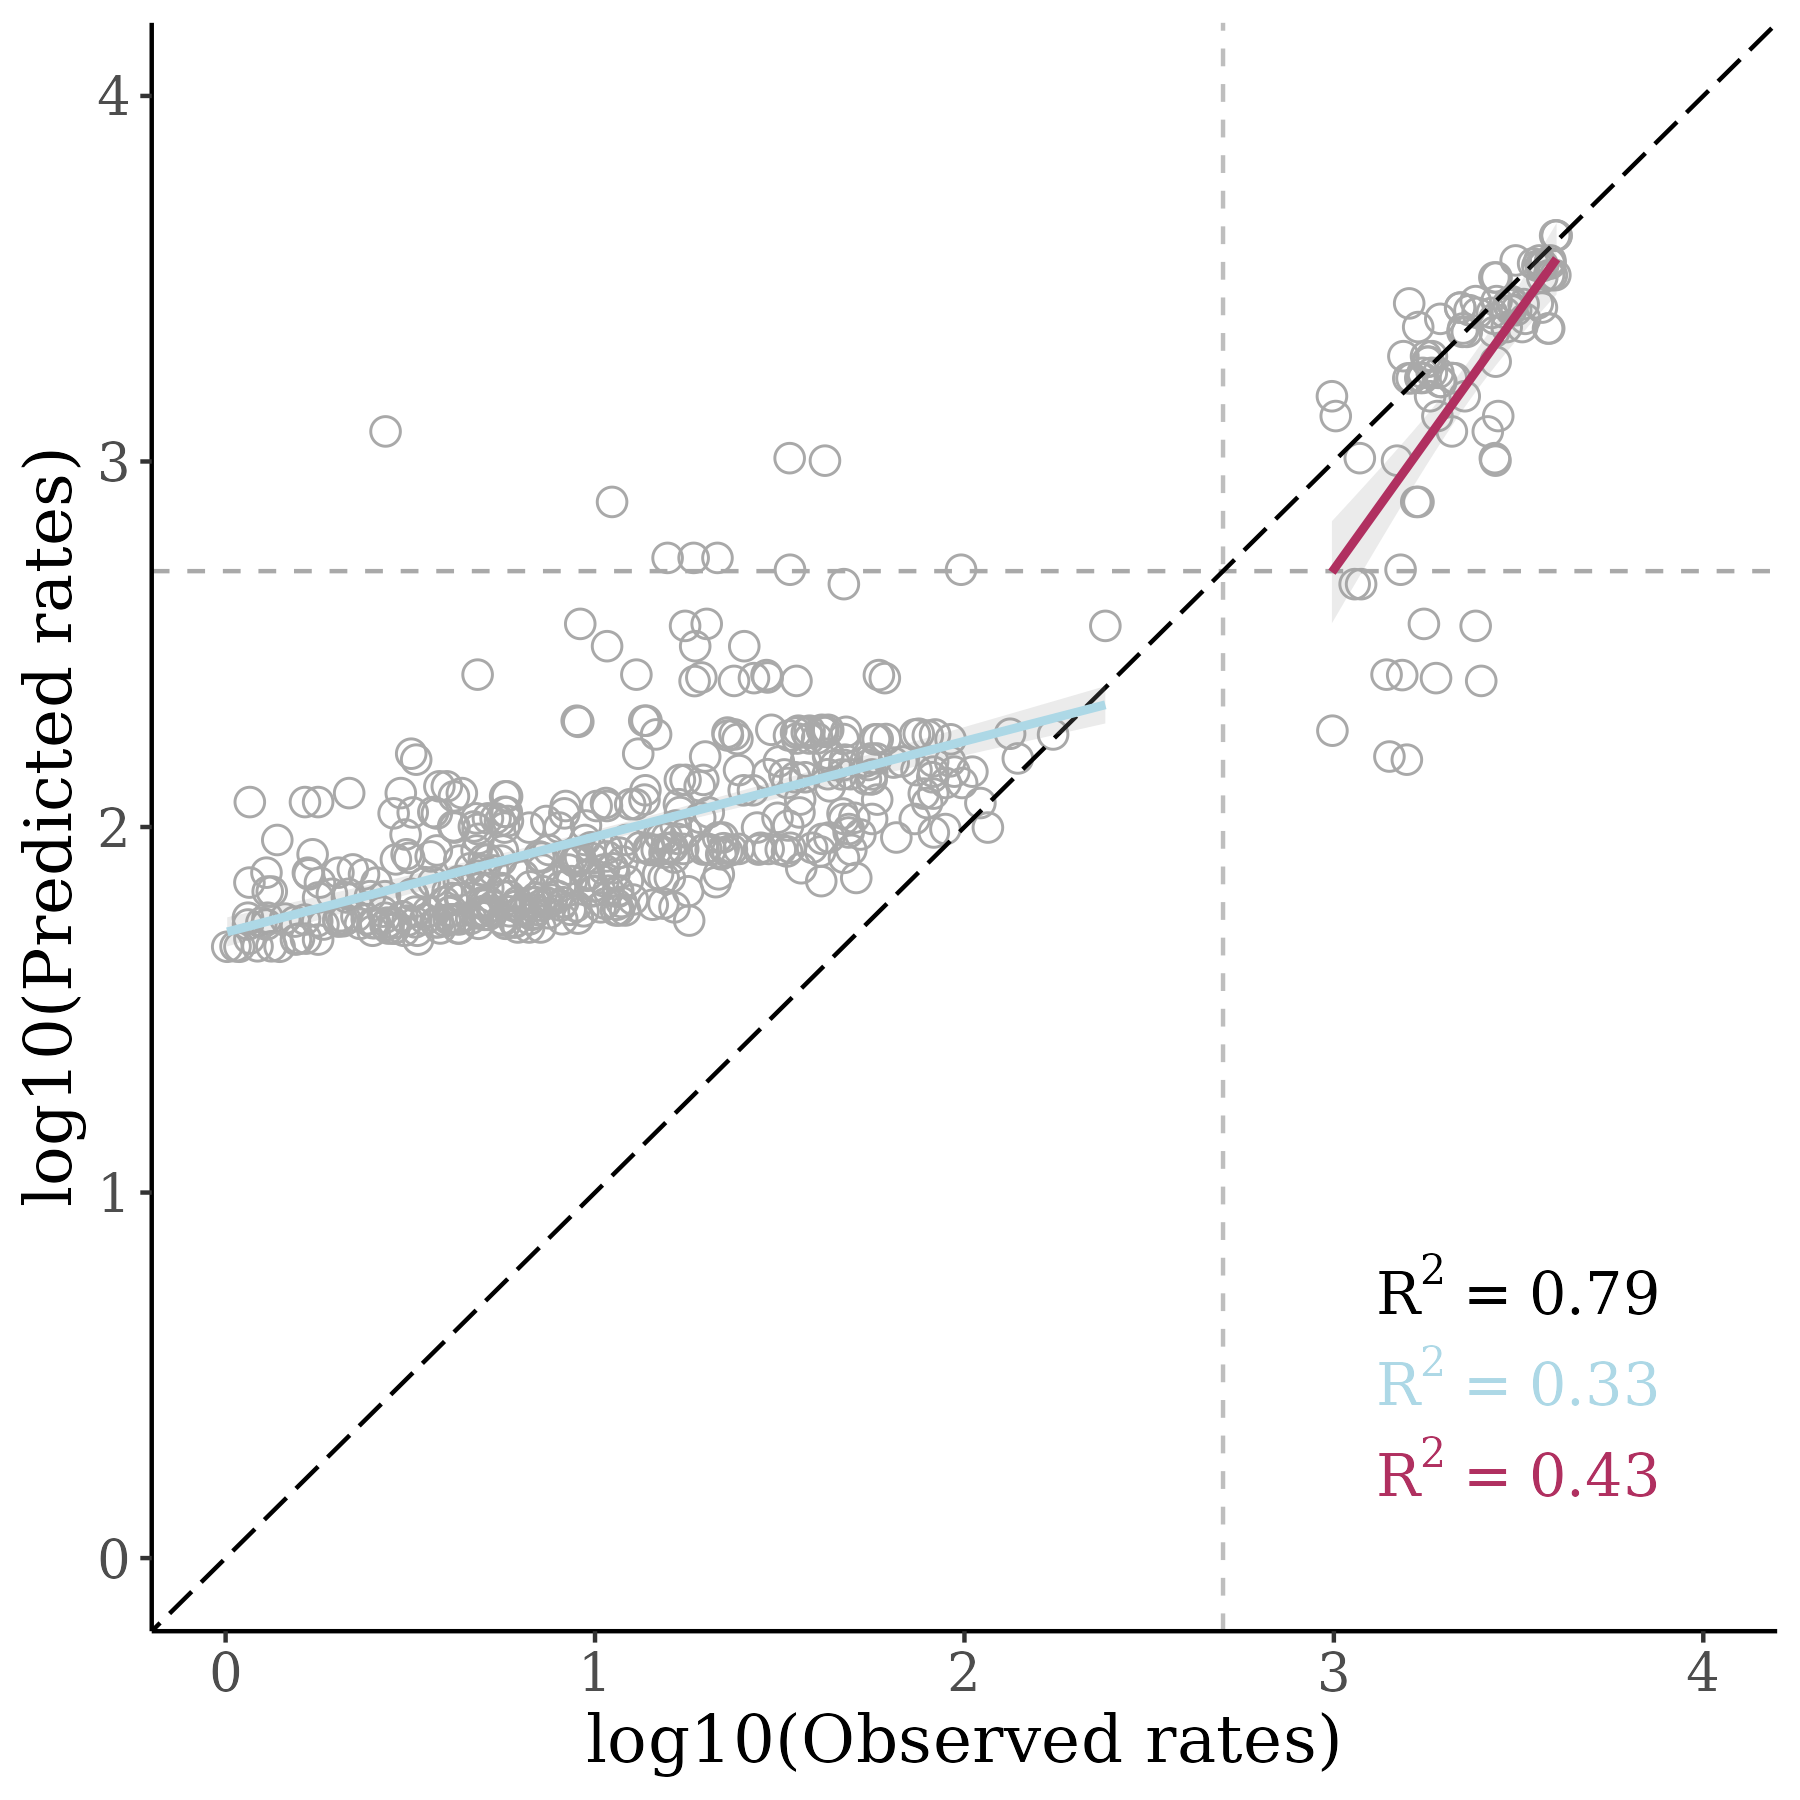 log10(Predicted rates)
4
3
2
1
0
R² = 0.79
R² = 0.33
R² = 0.43
0 1 2 3 4
log10(Observed rates)